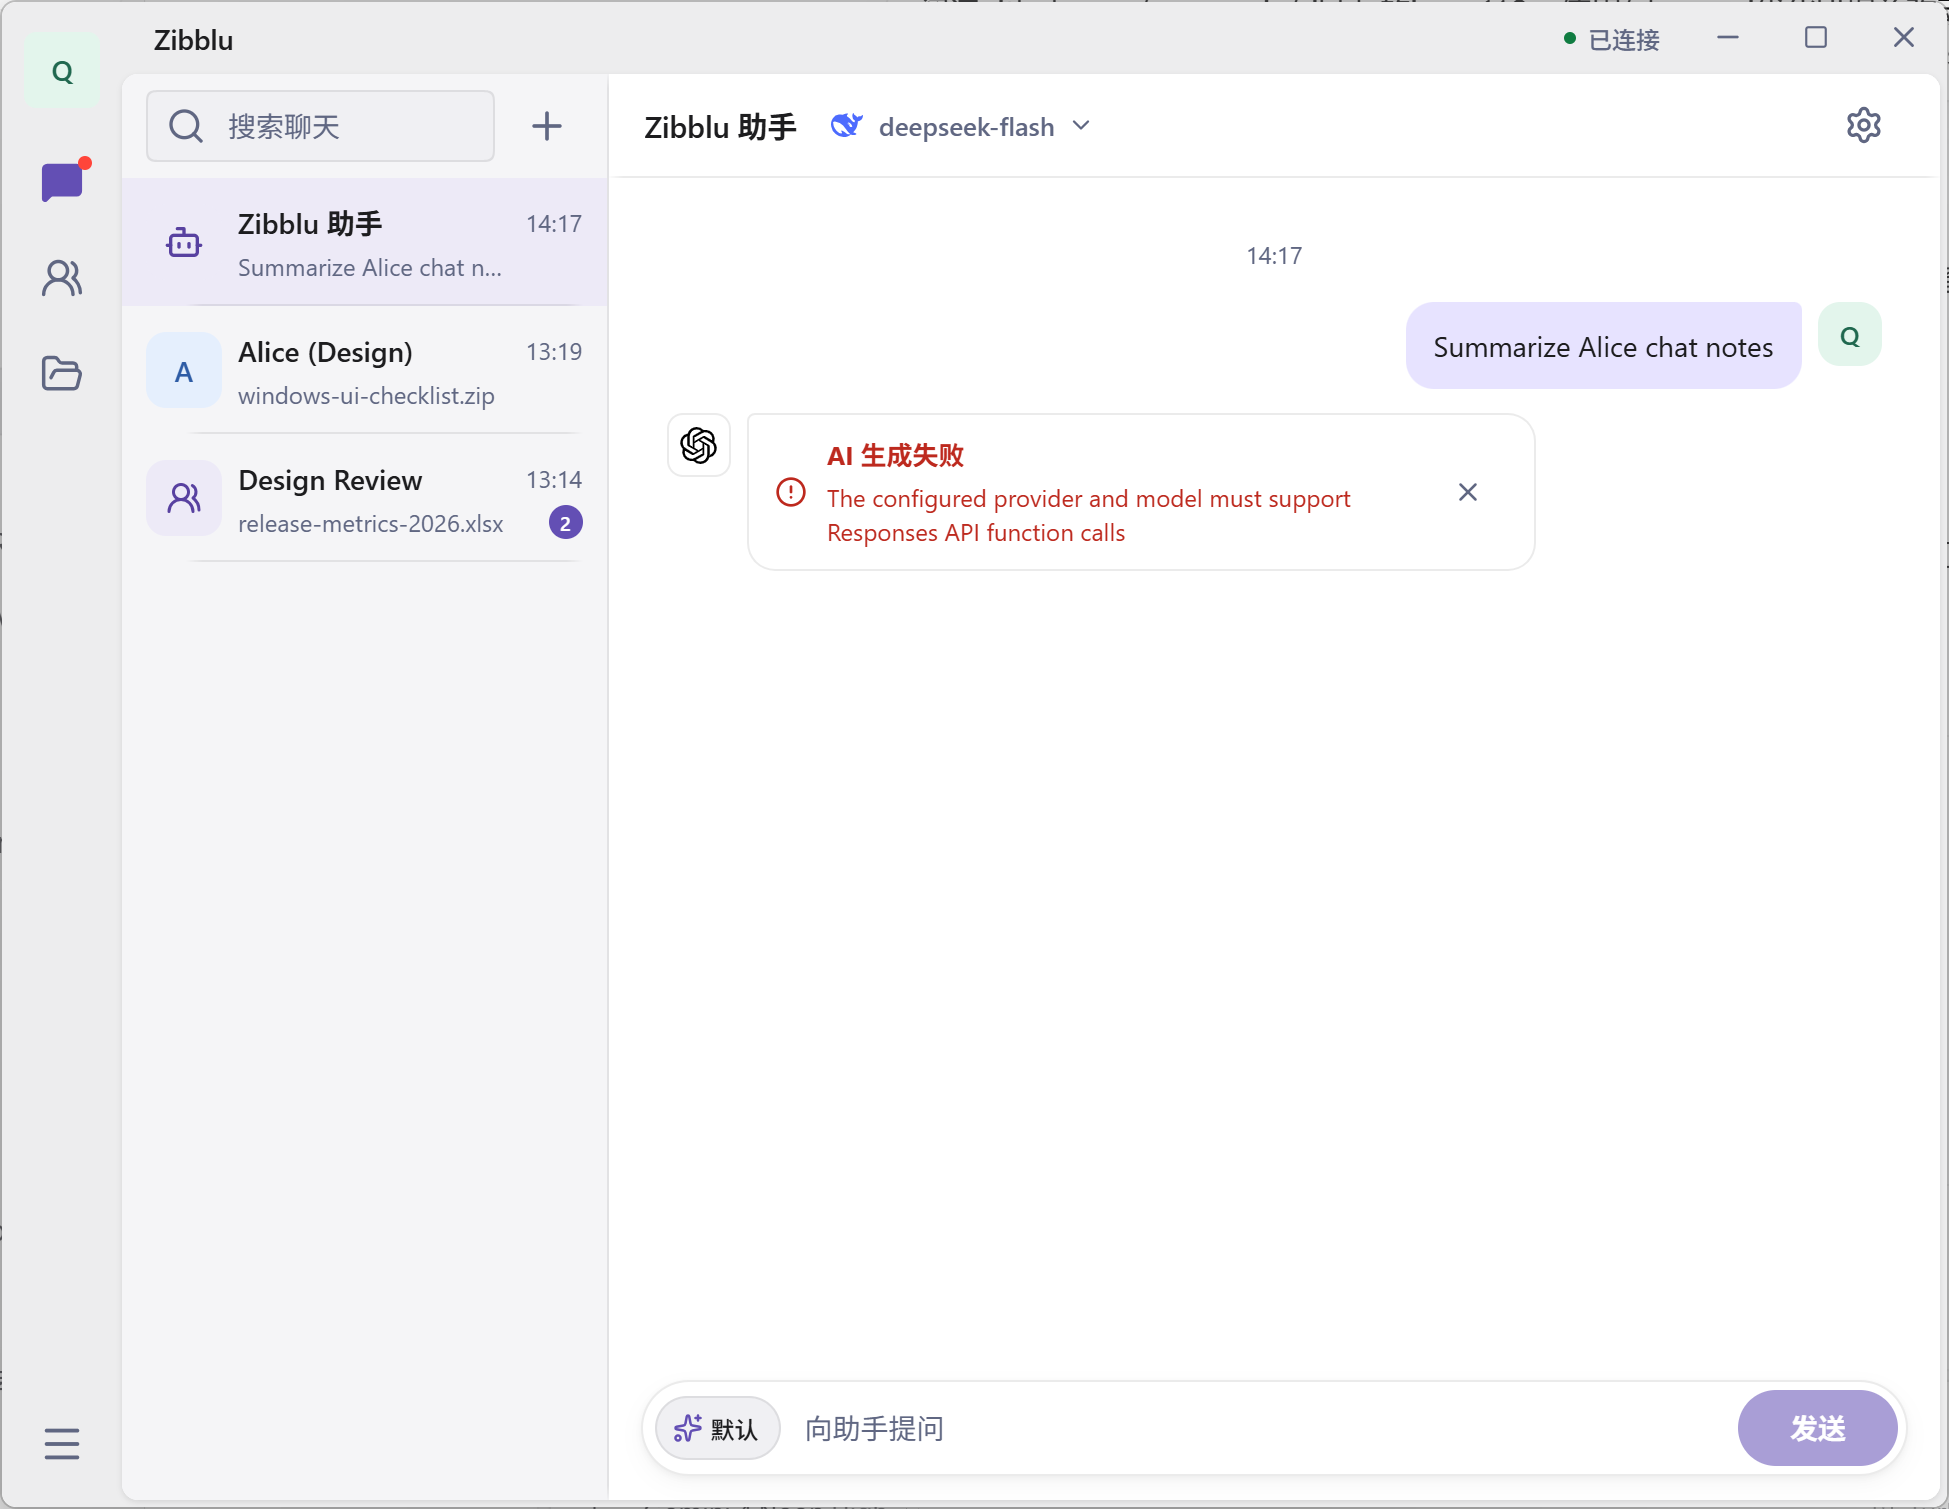 Zibblu
已连接
Q
搜索聊天
Zibblu 助手
14:17
Summarize Alice chat n...
A
Alice (Design)
13:19
windows-ui-checklist.zip
Design Review
13:14
release-metrics-2026.xlsx
2
Zibblu 助手
deepseek-flash
14:17
Summarize Alice chat notes
Q
AI 生成失败
The configured provider and model must support
Responses API function calls
默认
向助手提问
发送